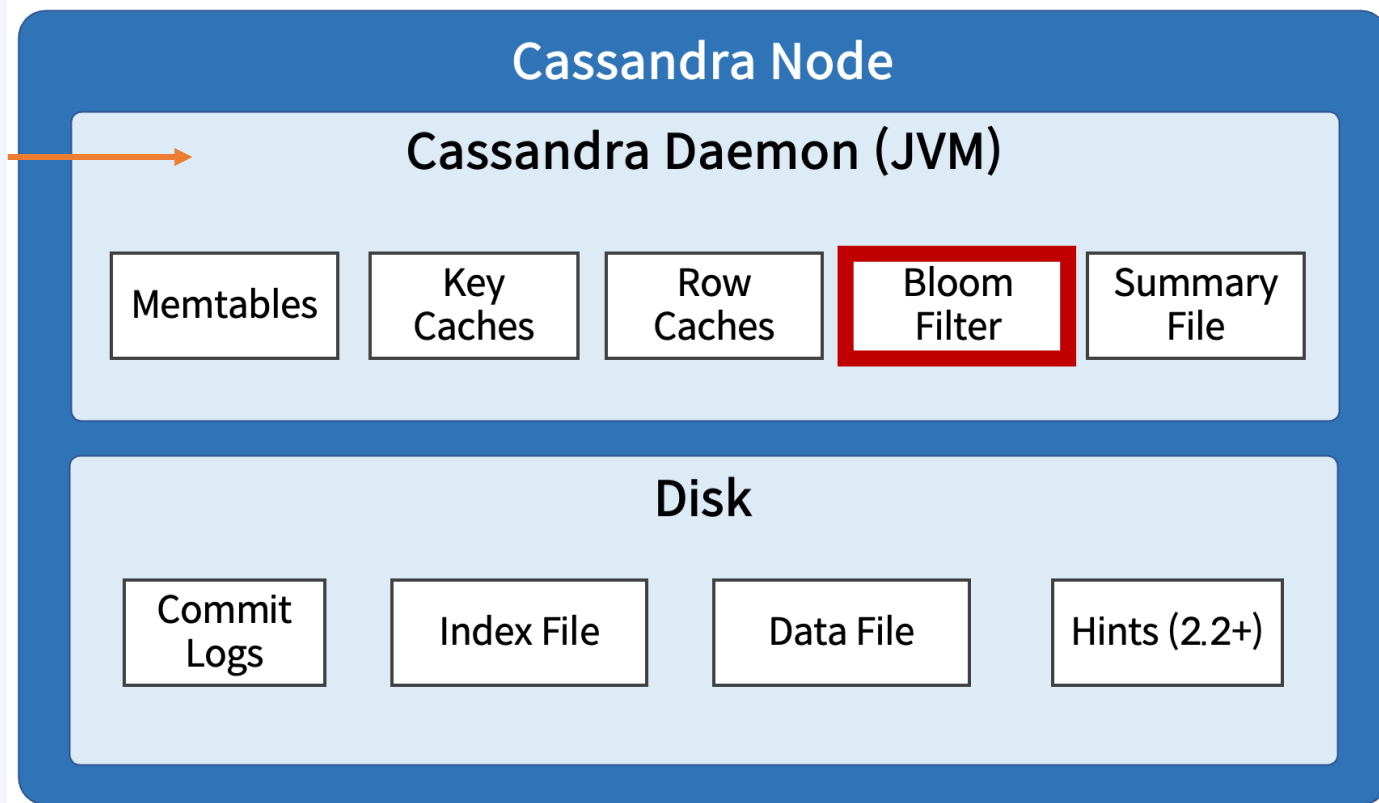 Cassandra Node
Cassandra Daemon (JVM)
Memtables
Key
Caches
Row
Caches
Bloom
Filter
Summary
File
Disk
Commit
Logs
Index File
Data File
Hints (2.2+)